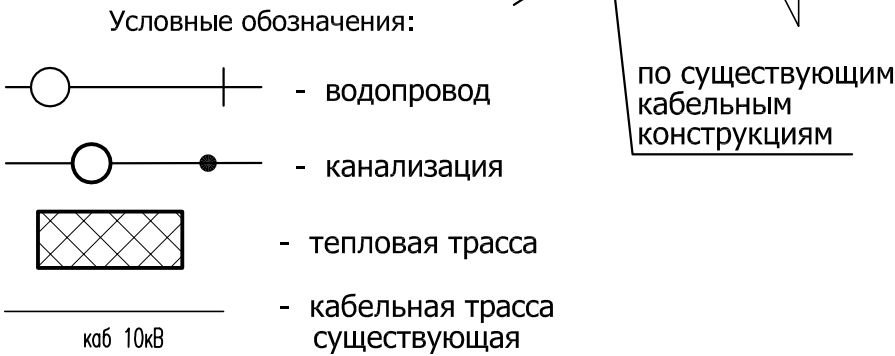 Условные обозначения:
- водопровод
- канализация
- тепловая трасса
- кабельная трасса
существующая
каб 10кВ
по существующим
кабельным
конструкциям